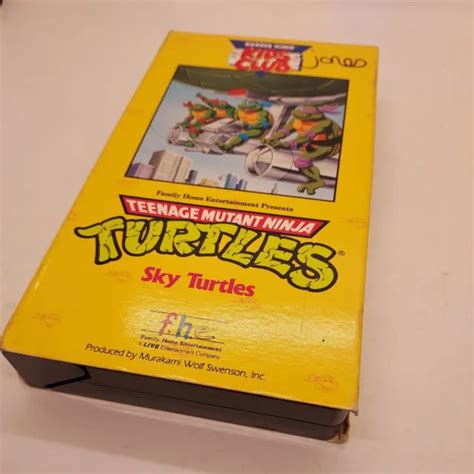 BURGER KING
KIDS
CLUB
jones
Family Home Entertainment Presents
TEENAGE MUTANT NINJA
TURTLES®
Sky Turtles
f.h.e.
Family Home Entertainment
A LIVE Entertainment Company
Produced by Murakami Wolf Swenson, Inc.